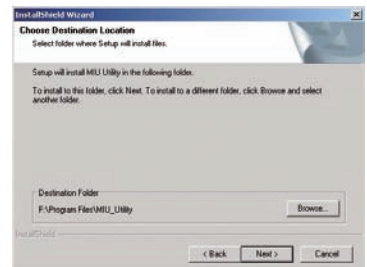 InstallShield Wizard
Choose Destination Location
Select folder where Setup will install files.
Setup will install MIU Utility in the following folder.
To install to this folder, click Next. To install to a different folder, click Browse and select
another folder.
Destination Folder
F:\Program Files\MIU_Utility
Browse...
InstallShield
< Back
Next >
Cancel